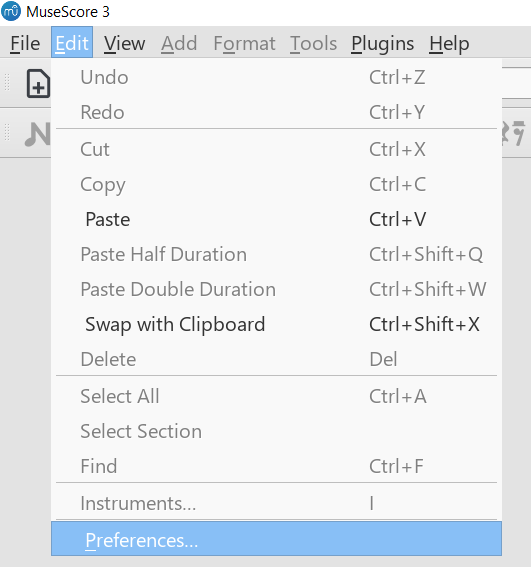 MuseScore 3
File Edit View Add Format Tools Plugins Help
Undo Ctrl+Z
Redo Ctrl+Y
Cut Ctrl+X
Copy Ctrl+C
Paste Ctrl+V
Paste Half Duration Ctrl+Shift+Q
Paste Double Duration Ctrl+Shift+W
Swap with Clipboard Ctrl+Shift+X
Delete Del
Select All Ctrl+A
Select Section
Find Ctrl+F
Instruments... I
Preferences...